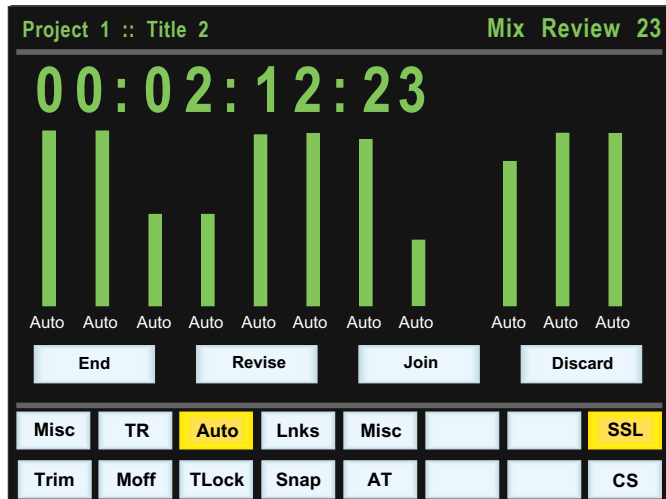 Project 1 :: Title 2 Mix Review 23
00:02:12:23
Auto Auto Auto Auto Auto Auto Auto Auto Auto Auto Auto
End Revise Join Discard
Misc TR Auto Lnks Misc SSL
Trim Moff TLock Snap AT CS